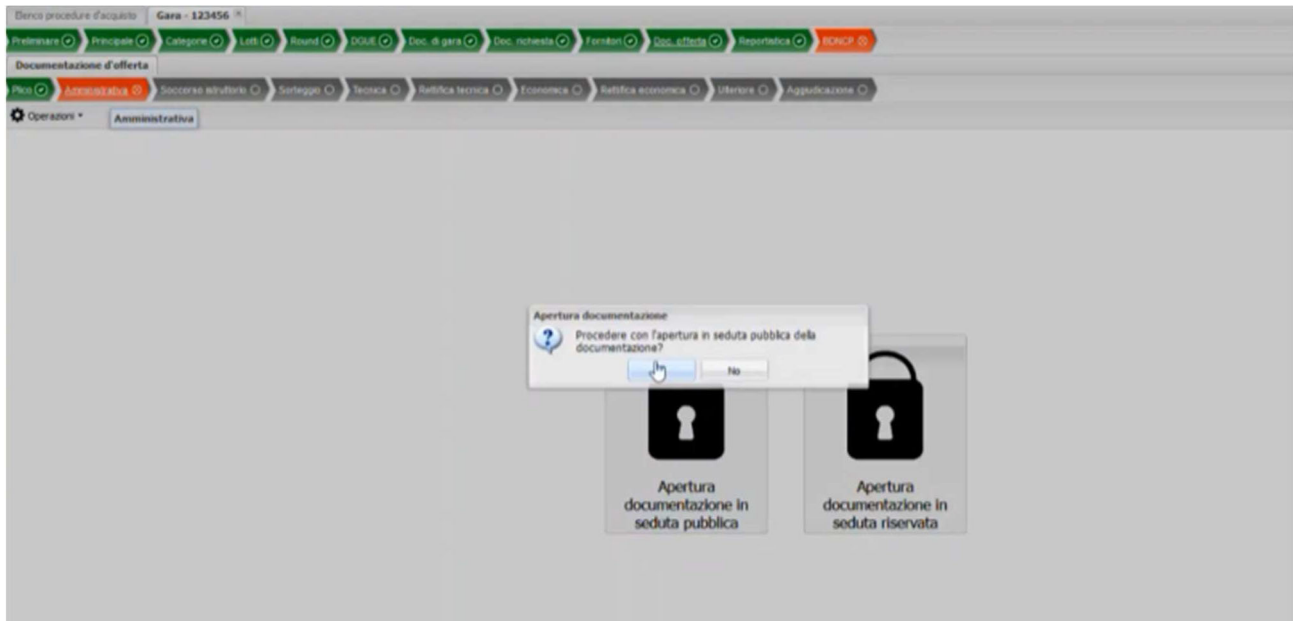 Elenco procedure d'acquisto Gara - 123456
Preliminare Principale Categorie Lotti Round DGUE Doc. di gara Doc. richiesta Fornitori Doc. offerta Reportistica BDNCP
Documentazione d'offerta
Plico Amministrativa Soccorso istruttorio Sorteggio Tecnica Rettifica tecnica Economica Rettifica economica Ulteriore Aggiudicazione
Operazioni Amministrativa
Apertura documentazione
Procedere con l'apertura in seduta pubblica della
documentazione?
No
Apertura
documentazione in
seduta pubblica
Apertura
documentazione in
seduta riservata